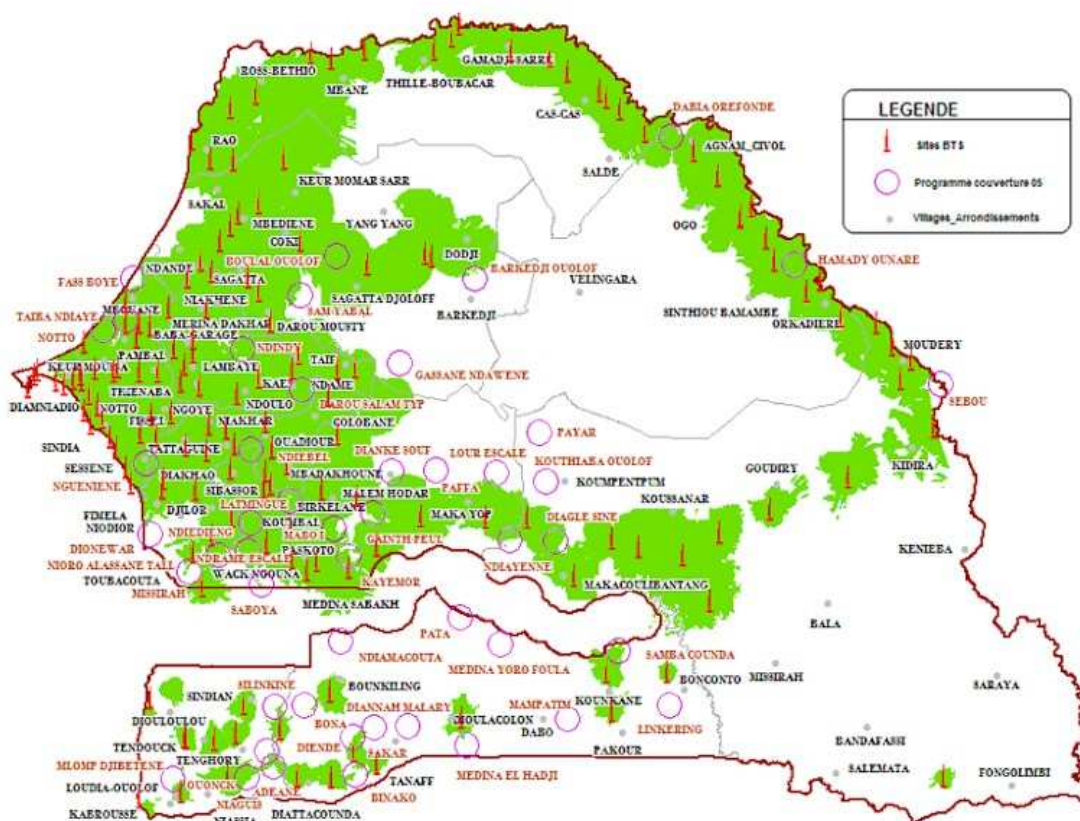 LEGENDE
Sites BTS
Programme couverture 05
Villages_Arrondissements
ROSS-BETHIO
MBANE
THILLE-BOUBACAR
GAMADJI-SARRE
CAS-CAS
DABIA OREFONDE
AGNAM_CIVOL
SALDE
RAO
KEUR MOMAR SARR
SAKAL
MBEDIENE
YANG YANG
COKI
OGO
DODJI
BOULAL OUOLOF
BARKEDJI OUOLOF
HAMADY OUNARE
NDANDE
SAGATTA
FASS BOYE
VELINGARA
SAGATTA DJOLOFF
BARKEDJI
NIAKHENE
SAM-YABAL
SINTHIOU BAMAMBE
ORKADIERE
TAIBA NDIAYE
MERINA DAKHAR
DAROU MOUSTY
NOTTO
BABA-GARAGE
NDINDY
PAMBAL
TAIF
MOUDERY
KEUR MOUSSA
LAMBAYE
GASSANE NDAWENE
NDAME
SEBOU
DIAMNIADIO
NDOULO
DAROU SALAM TYP
NOTTO
NGOYE
NIAKHAR
COLOBANE
PAYAR
SINDIA
TATTAGUINE
OUADIOUR
NDIEBEL
DIANKE SOUF
LOUR ESCALE
KOUTHIABA OUOLOF
SESSENE
DIAKHAO
MBADAKHOUNE
GOUDIRY
KIDIRA
NGUENIENE
SIBASSOR
PAFFA
KOUMPENTPUM
MALEM HODAR
KOUSSANAR
LATMINGUE
BIRKELANE
FIMELA
DJILOR
MAKA YOP
DIAGLE SINE
NIODIOR
NDIEDIENG
KOUMBAL
MABO I
GAINTH-PEUL
KENIEBA
DIONEWAR
NDRAME ESCALE
PASKOTO
NIORO ALASSANE TALL
NDIAYENNE
WACK NGOUNA
KAYEMOR
TOUBACOUTA
MAKACOULIBANTANG
MISSIRAH
SABOYA
MEDINA SABAKH
BALA
PATA
NDIAMACOUTA
MEDINA YORO FOULA
SAMBA COUNDA
MISSIRAH
BONCONTO
SARAYA
SINDIAN
SILINKINE
BOUNKILING
KOUNKANE
MAMPATIM
DIOULOULOU
DIANNAH MALARY
BONA
DABO
LINKERING
TENDOUCK
BANDAFASSI
DIENDE
SAKAR
PAKOUR
TENGHORY
MLOMP DJIBETENE
MEDINA EL HADJI
SALEMATA
FONGOLIMBI
LOUDIA-OUOLOF
OUONCK
TANAFF
ADEANE
BINAKO
NIAGUIS
KABROUSSE
DIATTACOUNDA